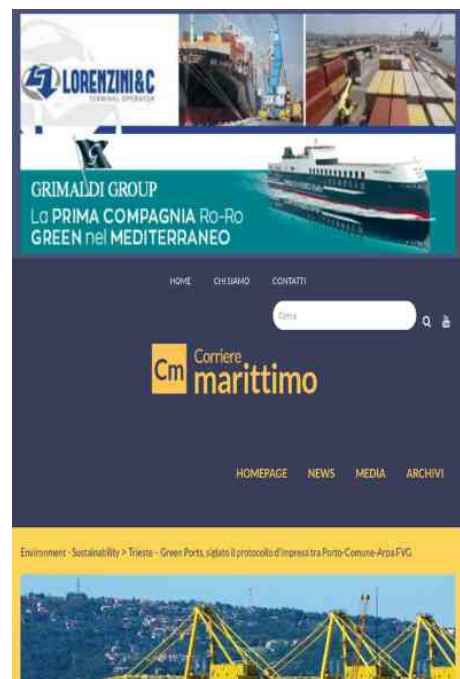 LORENZINI&C
TERMINAL OPERATOR
GRIMALDI GROUP
La PRIMA COMPAGNIA Ro-Ro
GREEN nel MEDITERRANEO
HOME CHI SIAMO CONTATTI
Cerca
Cm Corriere
marittimo
HOMEPAGE NEWS MEDIA ARCHIVI
Environment - Sustainability > Trieste – Green Ports, siglato il protocollo d'impresa tra Porto-Comune-Arpa FVG